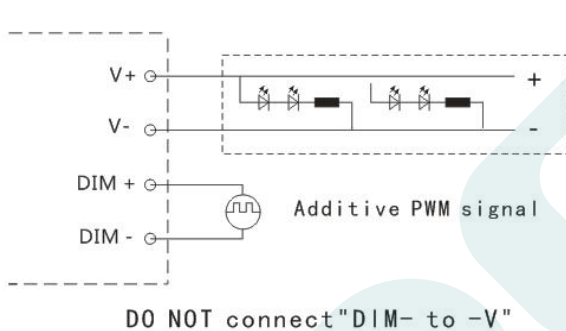 V+
+
V-
-
DIM +
Additive PWM signal
DIM -
DO NOT connect"DIM- to -V"